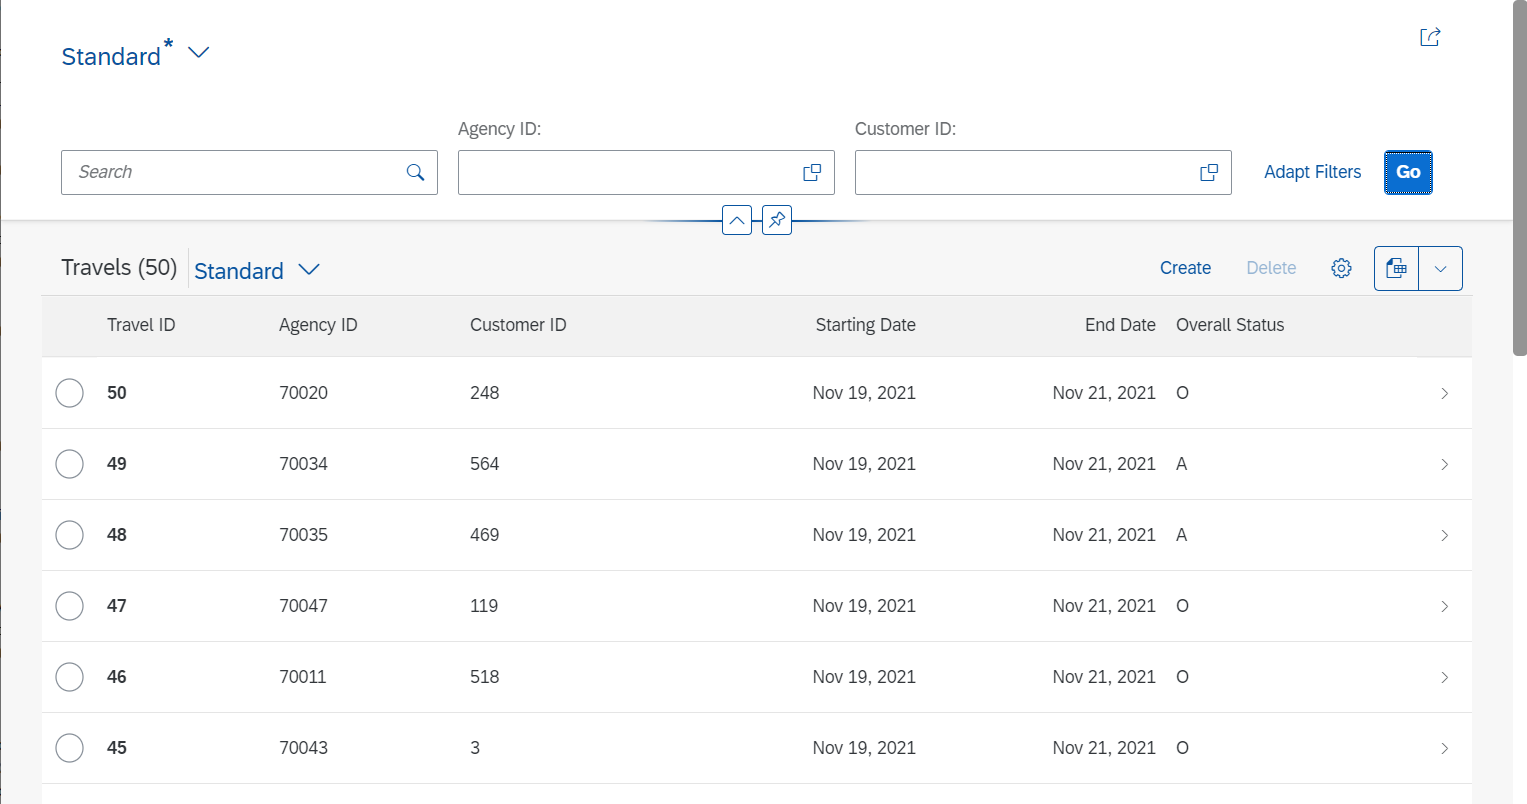 Standard*
Agency ID: Customer ID:
Search Adapt Filters Go
Travels (50) Standard Create Delete
Travel ID Agency ID Customer ID Starting Date End Date Overall Status
50 70020 248 Nov 19, 2021 Nov 21, 2021 O
49 70034 564 Nov 19, 2021 Nov 21, 2021 A
48 70035 469 Nov 19, 2021 Nov 21, 2021 A
47 70047 119 Nov 19, 2021 Nov 21, 2021 O
46 70011 518 Nov 19, 2021 Nov 21, 2021 O
45 70043 3 Nov 19, 2021 Nov 21, 2021 O